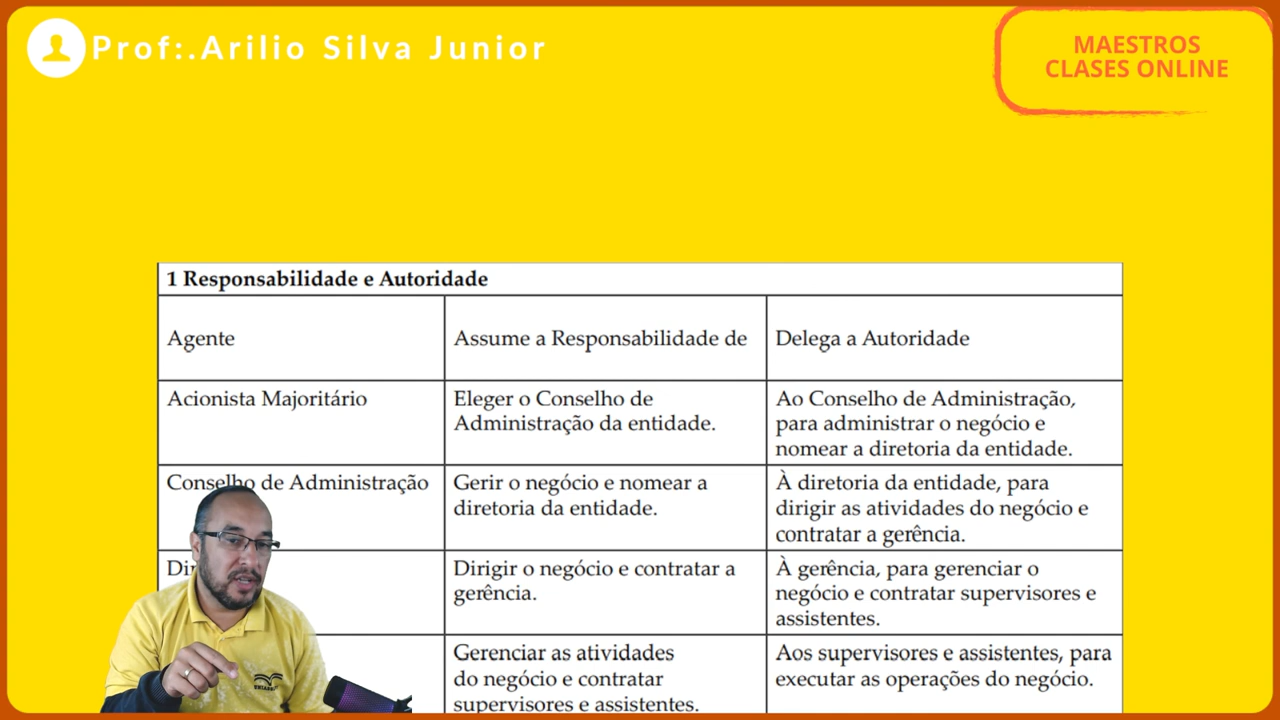 Prof:.Arilio Silva Junior
MAESTROS
CLASES ONLINE
1 Responsabilidade e Autoridade
Agente
Assume a Responsabilidade de
Delega a Autoridade
Acionista Majoritário
Eleger o Conselho de
Administração da entidade.
Ao Conselho de Administração,
para administrar o negócio e
nomear a diretoria da entidade.
Conselho de Administração
Gerir o negócio e nomear a
diretoria da entidade.
À diretoria da entidade, para
dirigir as atividades do negócio e
contratar a gerência.
Dirigir o negócio e contratar a
gerência.
À gerência, para gerenciar o
negócio e contratar supervisores e
assistentes.
Gerenciar as atividades
do negócio e contratar
supervisores e assistentes.
Aos supervisores e assistentes, para
executar as operações do negócio.